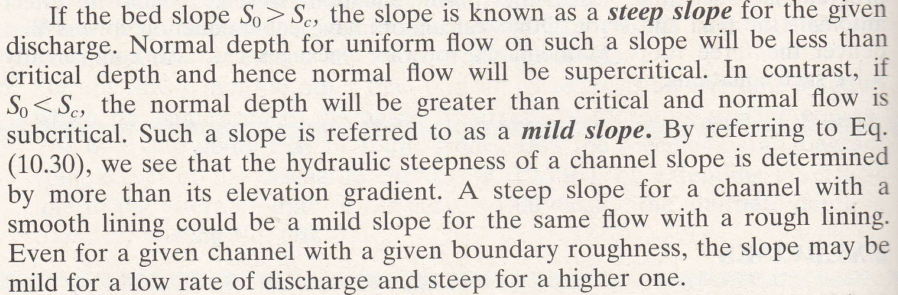 If the bed slope S₀ > S꜀, the slope is known as a steep slope for the given
discharge. Normal depth for uniform flow on such a slope will be less than
critical depth and hence normal flow will be supercritical. In contrast, if
S₀ < S꜀, the normal depth will be greater than critical and normal flow is
subcritical. Such a slope is referred to as a mild slope. By referring to Eq.
(10.30), we see that the hydraulic steepness of a channel slope is determined
by more than its elevation gradient. A steep slope for a channel with a
smooth lining could be a mild slope for the same flow with a rough lining.
Even for a given channel with a given boundary roughness, the slope may be
mild for a low rate of discharge and steep for a higher one.